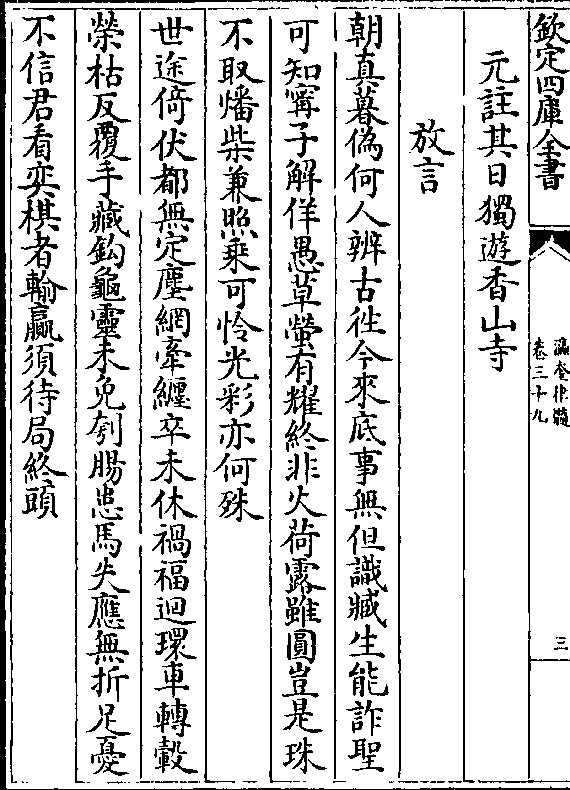 欽定四庫全書
瀛奎律髓
卷三十九
三
元註其日獨遊香山寺
放言
朝真暮偽何人辨古徃今來底事無但識臧生能詐聖
可知寗子解佯愚草螢有耀終非火荷露雖圓豈是珠
不取燔柴兼照乗可怜光彩亦何殊
世途倚伏都無定塵網牽纏卒未休禍福迴環車轉轂
榮枯反覆手藏鈎龜靈未免刳腸患馬失應無折足憂
不信君看奕棋者輸贏須待局終頭